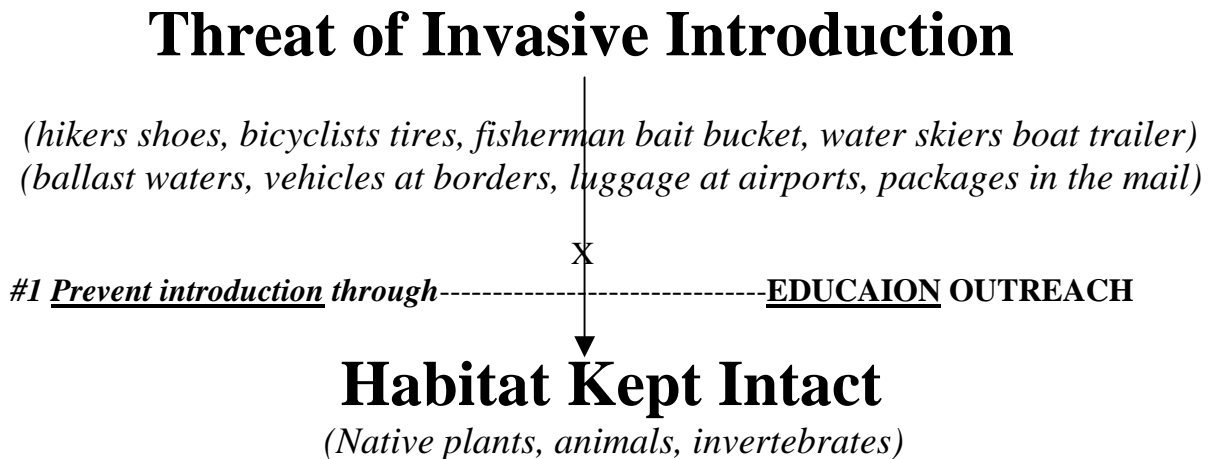 Threat of Invasive Introduction
(hikers shoes, bicyclists tires, fisherman bait bucket, water skiers boat trailer)
(ballast waters, vehicles at borders, luggage at airports, packages in the mail)
X
#1 Prevent introduction through-------------------------------EDUCAION OUTREACH
Habitat Kept Intact
(Native plants, animals, invertebrates)